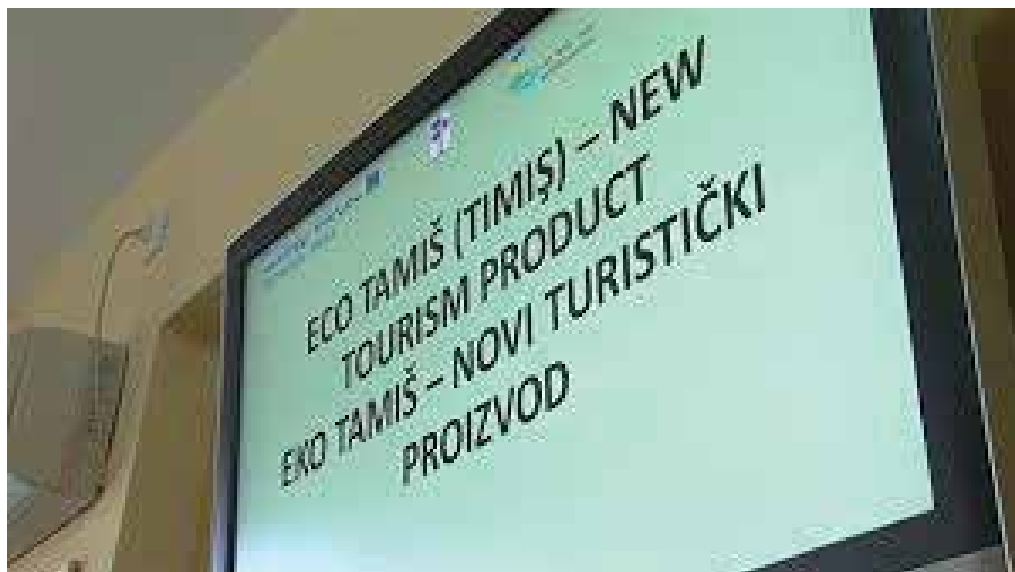 ECO TAMIŠ (TIMIŞ) – NEW
TOURISM PRODUCT
EKO TAMIŠ – NOVI TURISTIČKI
PROIZVOD